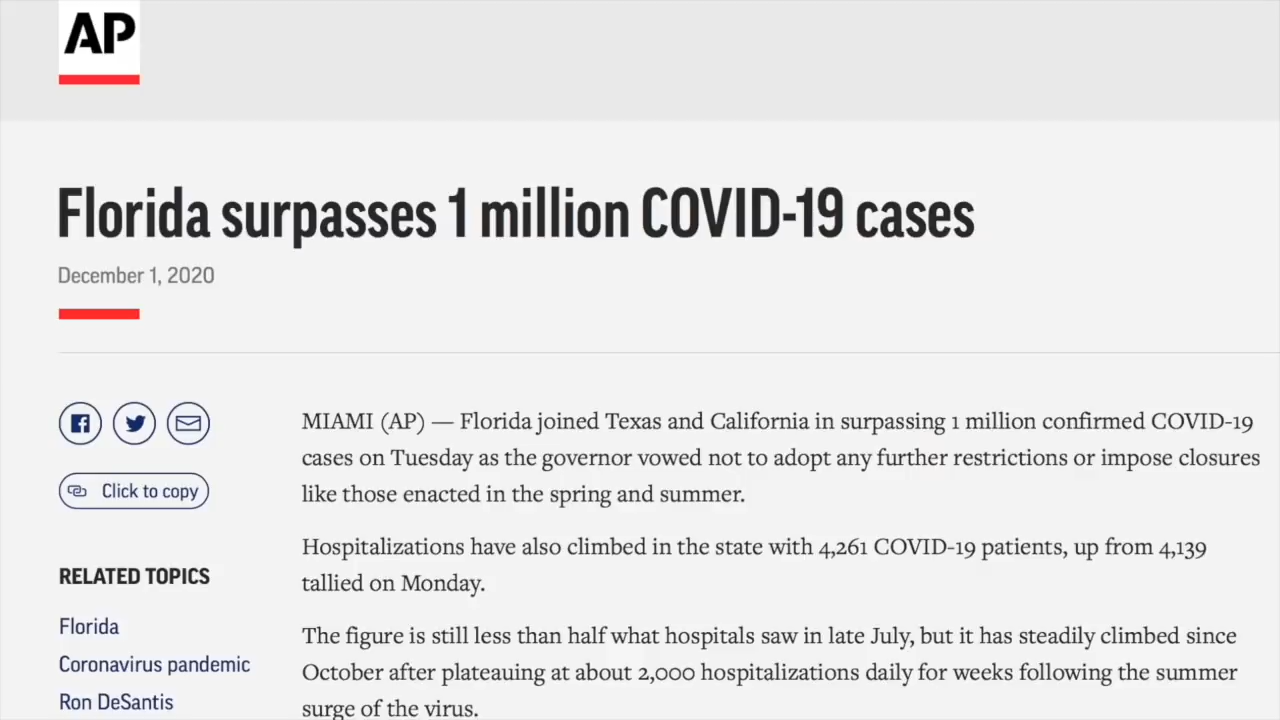 AP
Florida surpasses 1 million COVID-19 cases
December 1, 2020
Click to copy
RELATED TOPICS
Florida
Coronavirus pandemic
Ron DeSantis
MIAMI (AP) — Florida joined Texas and California in surpassing 1 million confirmed COVID-19
cases on Tuesday as the governor vowed not to adopt any further restrictions or impose closures
like those enacted in the spring and summer.
Hospitalizations have also climbed in the state with 4,261 COVID-19 patients, up from 4,139
tallied on Monday.
The figure is still less than half what hospitals saw in late July, but it has steadily climbed since
October after plateauing at about 2,000 hospitalizations daily for weeks following the summer
surge of the virus.